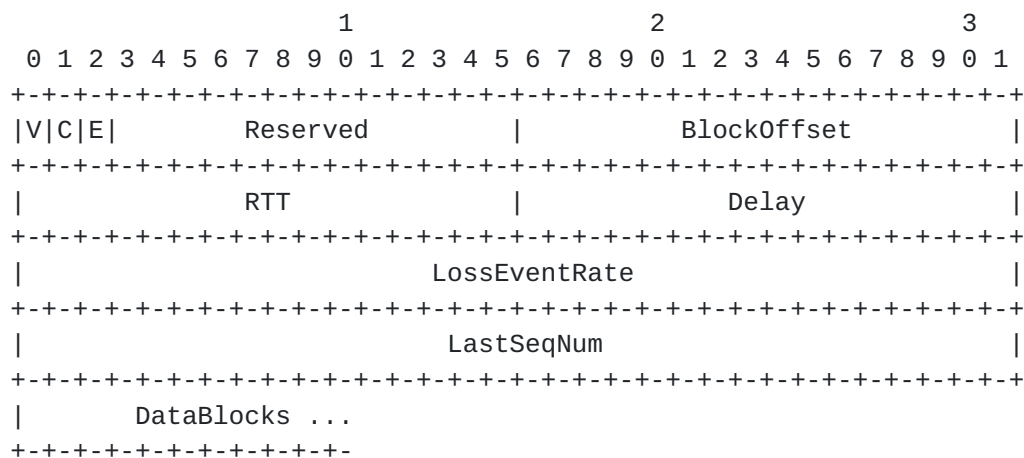 1                   2                   3
 0 1 2 3 4 5 6 7 8 9 0 1 2 3 4 5 6 7 8 9 0 1 2 3 4 5 6 7 8 9 0 1
+-+-+-+-+-+-+-+-+-+-+-+-+-+-+-+-+-+-+-+-+-+-+-+-+-+-+-+-+-+-+-+-+
|V|C|E|        Reserved         |          BlockOffset          |
+-+-+-+-+-+-+-+-+-+-+-+-+-+-+-+-+-+-+-+-+-+-+-+-+-+-+-+-+-+-+-+-+
|              RTT              |             Delay             |
+-+-+-+-+-+-+-+-+-+-+-+-+-+-+-+-+-+-+-+-+-+-+-+-+-+-+-+-+-+-+-+-+
|                          LossEventRate                        |
+-+-+-+-+-+-+-+-+-+-+-+-+-+-+-+-+-+-+-+-+-+-+-+-+-+-+-+-+-+-+-+-+
|                           LastSeqNum                          |
+-+-+-+-+-+-+-+-+-+-+-+-+-+-+-+-+-+-+-+-+-+-+-+-+-+-+-+-+-+-+-+-+
|       DataBlocks ...
+-+-+-+-+-+-+-+-+-+-+-